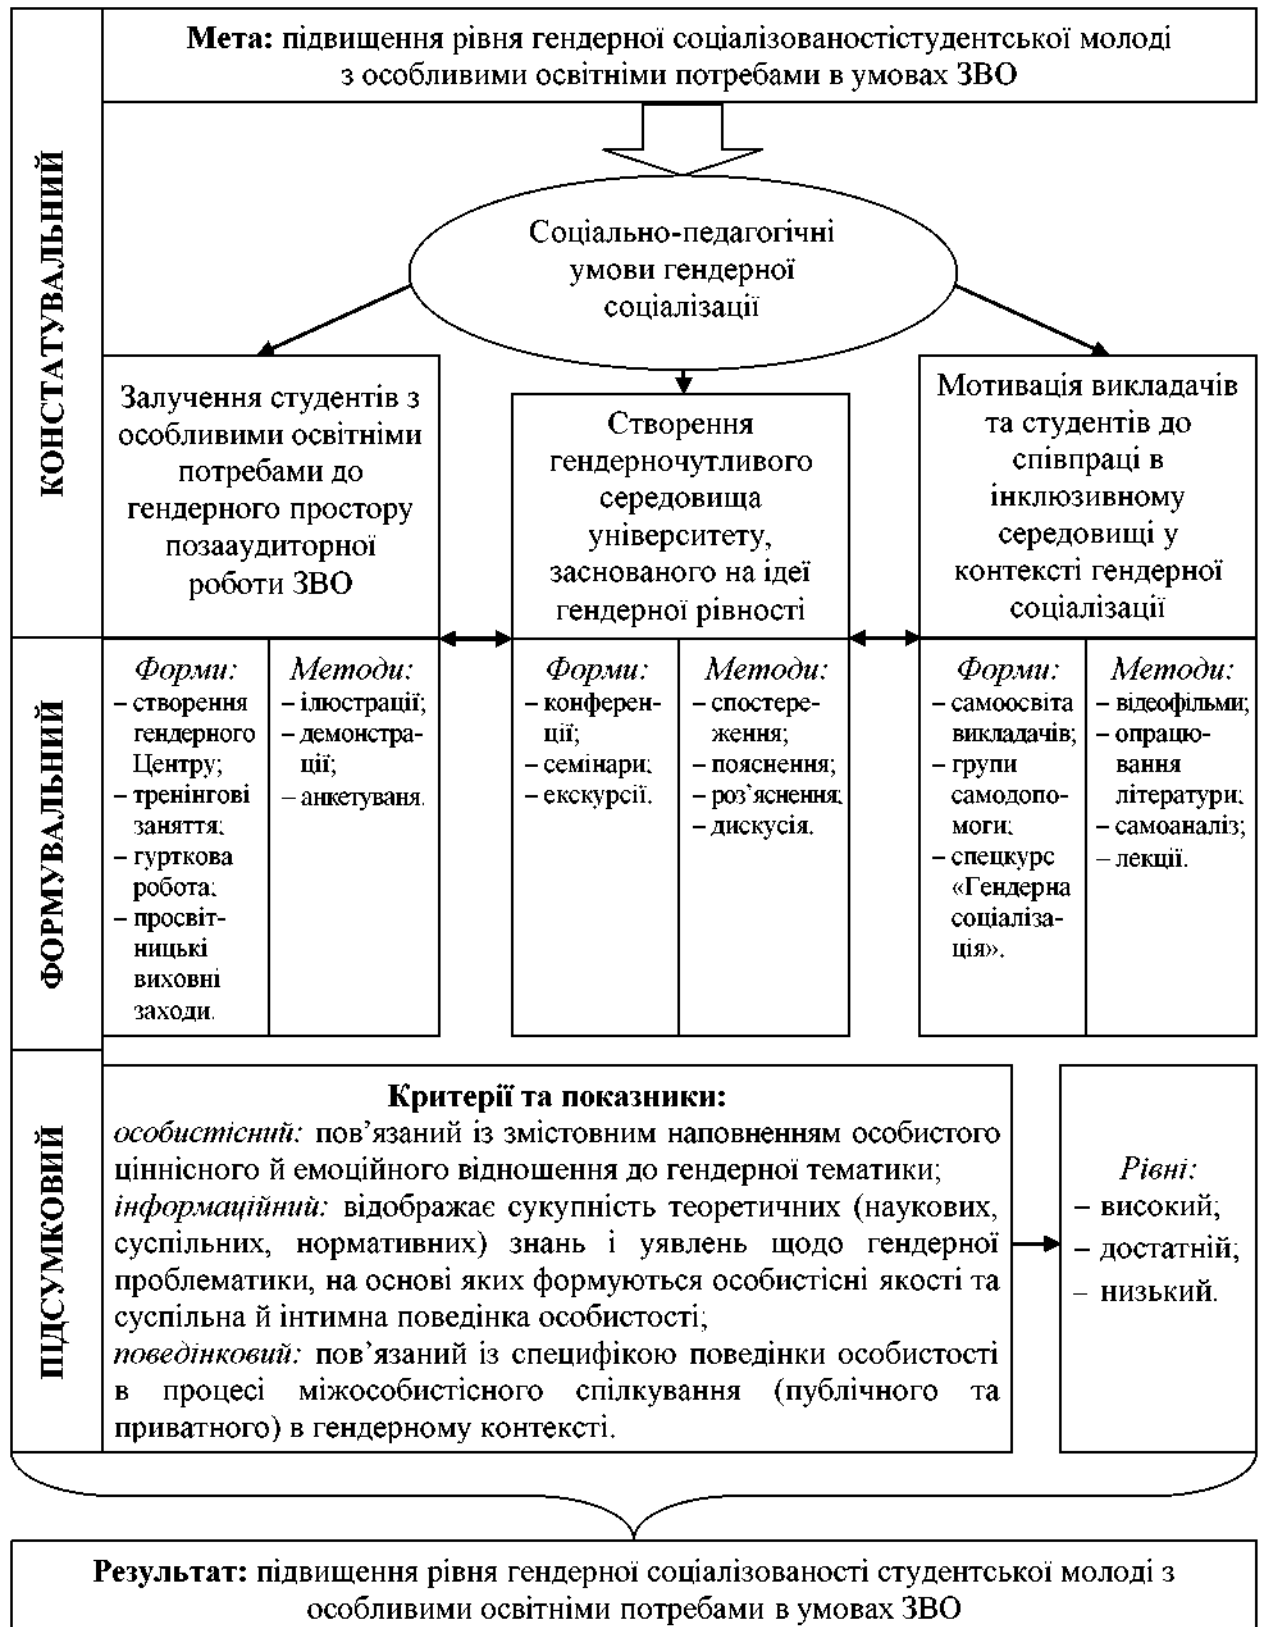 Мета: підвищення рівня гендерної соціалізованостістудентської молоді
з особливими освітніми потребами в умовах ЗВО
КОНСТАТУВАЛЬНИЙ
Соціально-педагогічні
умови гендерної
соціалізації
Залучення студентів з
особливими освітніми
потребами до
гендерного простору
позааудиторної
роботи ЗВО
Створення
гендерночутливого
середовища
університету,
заснованого на ідеї
гендерної рівності
Мотивація викладачів
та студентів до
співпраці в
інклюзивному
середовищі у
контексті гендерної
соціалізації
ФОРМУВАЛЬНИЙ
Форми:
– створення
гендерного
Центру;
– тренінгові
заняття;
– гурткова
робота;
– просвіт-
ницькі
виховні
заходи.
Методи:
– ілюстрації;
– демонстра-
ції;
– анкетуваня.
Форми:
– конферен-
ції;
– семінари;
– екскурсії.
Методи:
– спостере-
ження;
– пояснення;
– роз’яснення;
– дискусія.
Форми:
– самоосвіта
викладачів;
– групи
самодопо-
моги;
– спецкурс
«Гендерна
соціаліза-
ція».
Методи:
– відеофільми;
– опрацю-
вання
літератури;
– самоаналіз;
– лекції.
ПІДСУМКОВИЙ
Критерії та показники:
особистісний: пов’язаний із змістовним наповненням особистого
ціннісного й емоційного відношення до гендерної тематики;
інформаційний: відображає сукупність теоретичних (наукових,
суспільних, нормативних) знань і уявлень щодо гендерної
проблематики, на основі яких формуються особистісні якості та
суспільна й інтимна поведінка особистості;
поведінковий: пов’язаний із специфікою поведінки особистості
в процесі міжособистісного спілкування (публічного та
приватного) в гендерному контексті.
Рівні:
– високий;
– достатній;
– низький.
Результат: підвищення рівня гендерної соціалізованості студентської молоді з
особливими освітніми потребами в умовах ЗВО